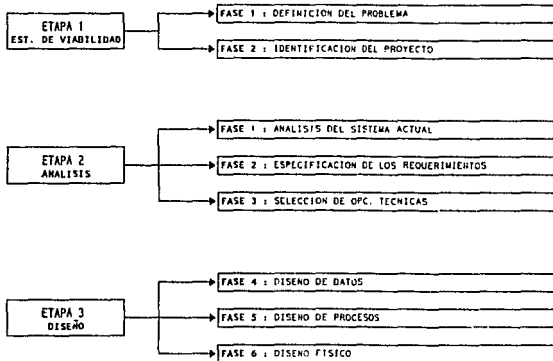 ETAPA 1
EST. DE VIABILIDAD
FASE 1 : DEFINICION DEL PROBLEMA
FASE 2 : IDENTIFICACION DEL PROYECTO
ETAPA 2
ANALISIS
FASE 1 : ANALISIS DEL SISTEMA ACTUAL
FASE 2 : ESPECIFICACION DE LOS REQUERIMIENTOS
FASE 3 : SELECCION DE OPC. TECNICAS
ETAPA 3
DISEÑO
FASE 4 : DISENO DE DATOS
FASE 5 : DISENO DE PROCESOS
FASE 6 : DISENO FISICO